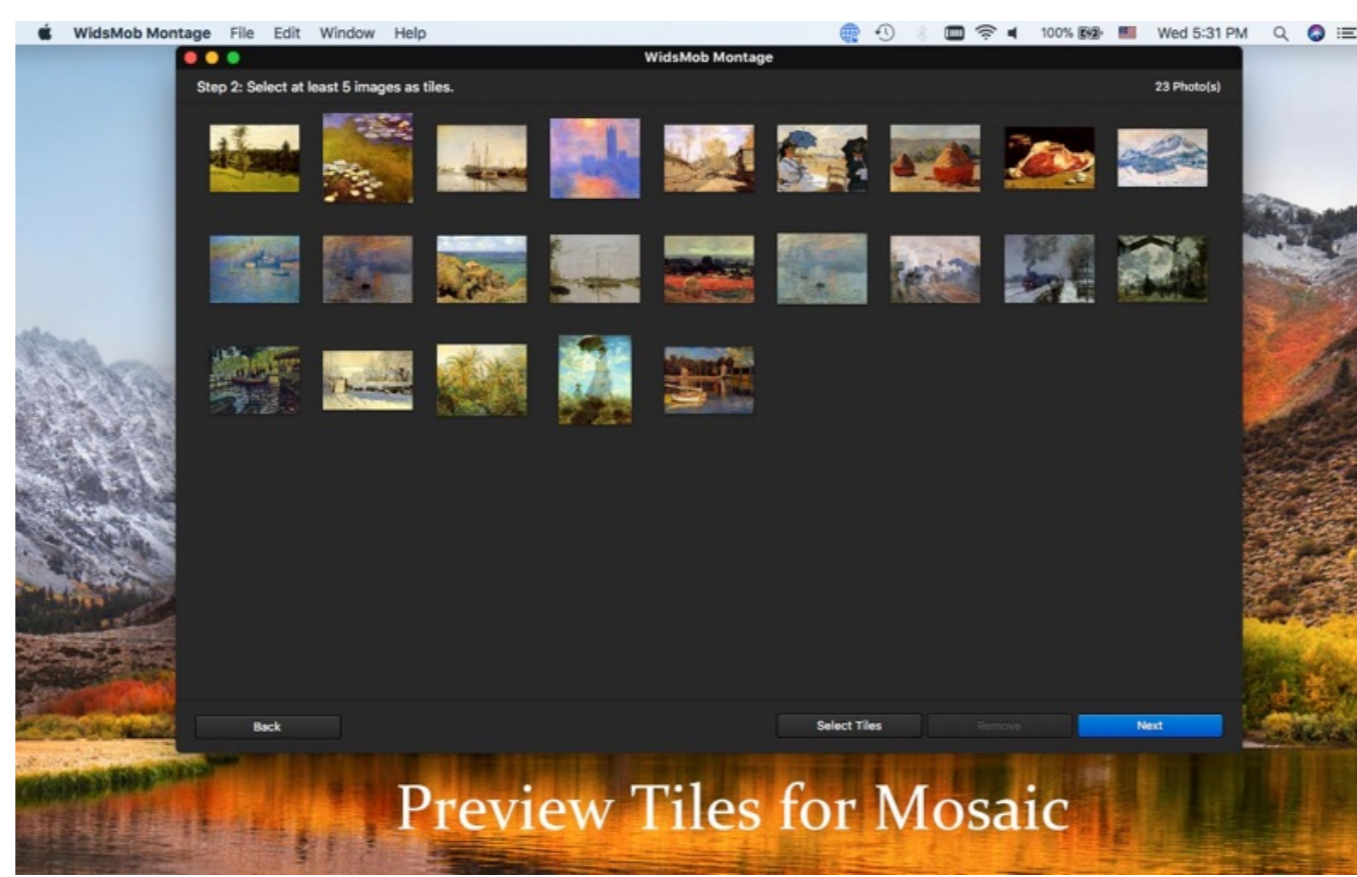 WidsMob Montage File Edit Window Help 100% Wed 5:31 PM
WidsMob Montage
Step 2: Select at least 5 images as tiles. 23 Photo(s)
Back Select Tiles Remove Next
Preview Tiles for Mosaic